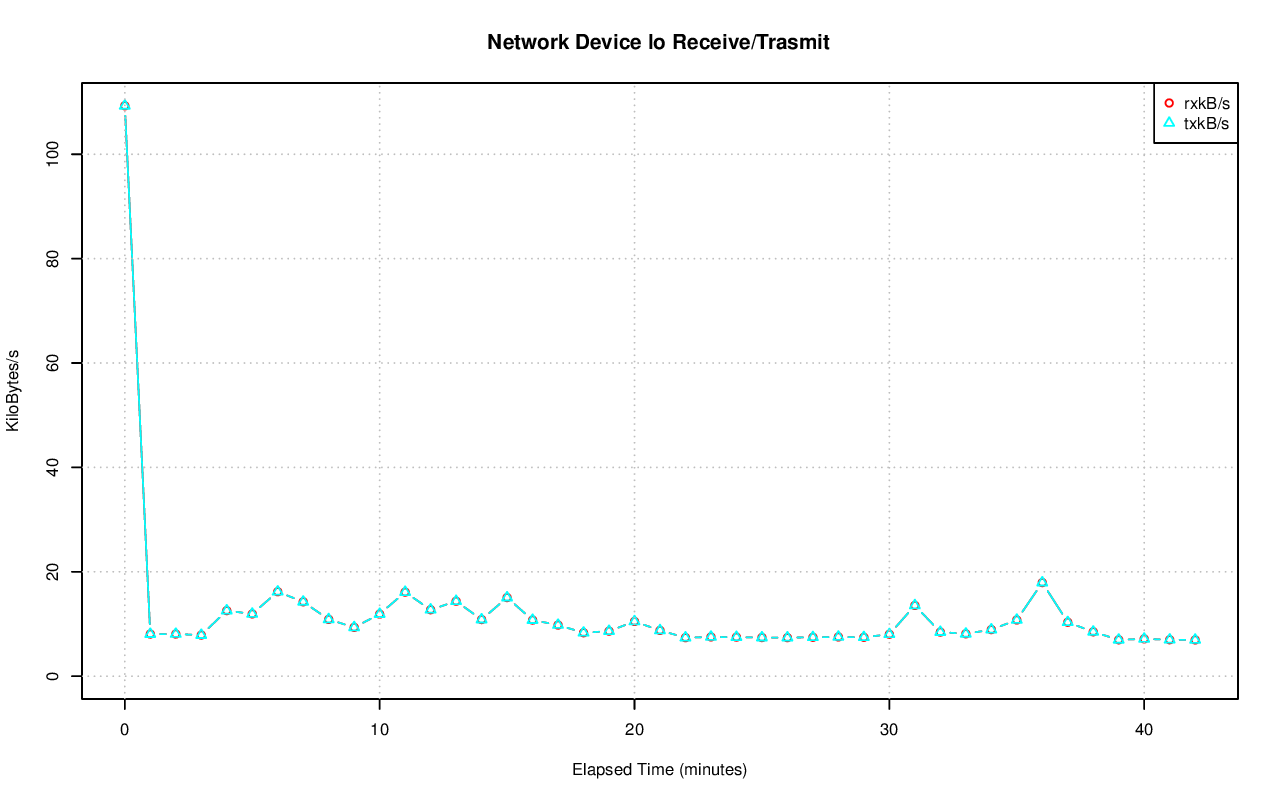 Network Device lo Receive/Trasmit
rxkB/s
txkB/s
KiloBytes/s
100
80
60
40
20
0
0 10 20 30 40
Elapsed Time (minutes)